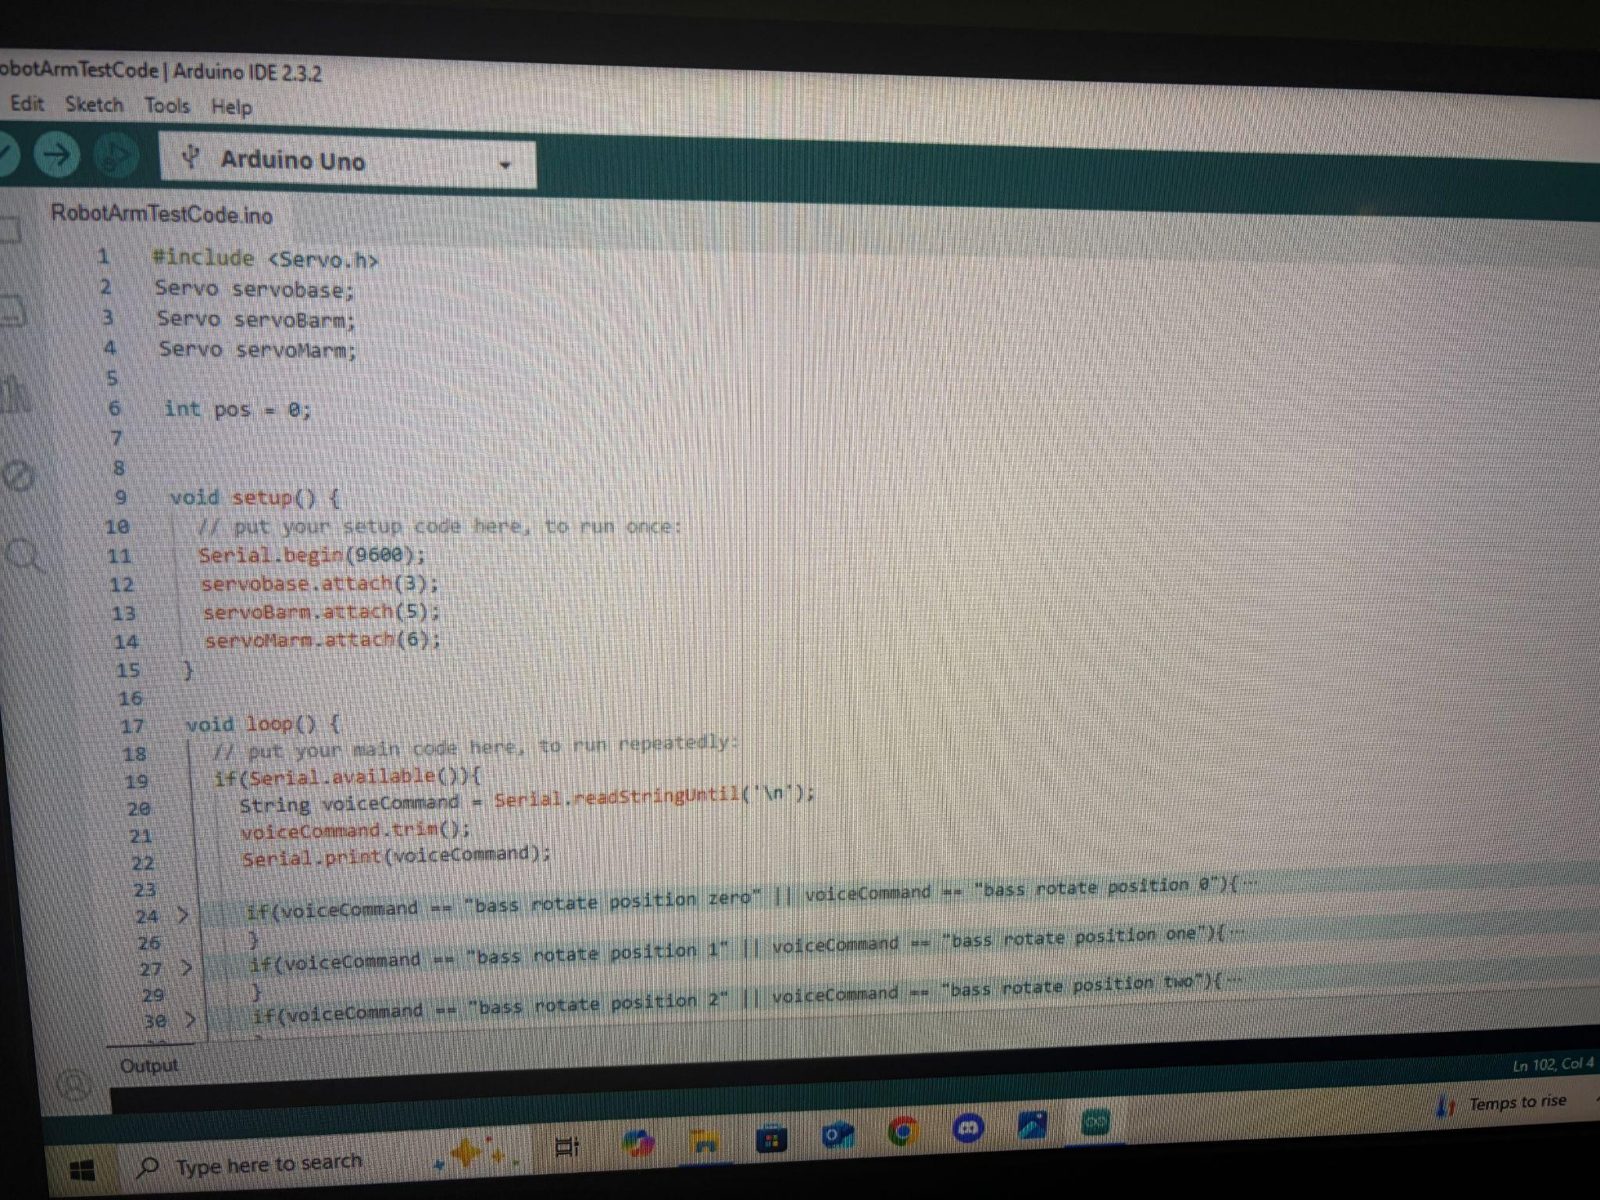 obotArmTestCode | Arduino IDE 2.3.2
Edit Sketch Tools Help
Arduino Uno
RobotArmTestCode.ino
1 #include <Servo.h>
2 Servo servobase;
3 Servo servoBarm;
4 Servo servoMarm;
5
6 int pos = 0;
7
8
9 void setup() {
10 // put your setup code here, to run once:
11 Serial.begin(9600);
12 servobase.attach(3);
13 servoBarm.attach(5);
14 servoMarm.attach(6);
15 }
16
17 void loop() {
18 // put your main code here, to run repeatedly:
19 if(Serial.available()){
20 String voiceCommand = Serial.readStringUntil('\n');
21 voiceCommand.trim();
22 Serial.print(voiceCommand);
23
24 if(voiceCommand == "bass rotate position zero" || voiceCommand == "bass rotate position 0"){···
26 }
27 if(voiceCommand == "bass rotate position 1" || voiceCommand == "bass rotate position one"){···
29 }
30 if(voiceCommand == "bass rotate position 2" || voiceCommand == "bass rotate position two"){···
Output
Ln 102, Col 4
Type here to search
Temps to rise